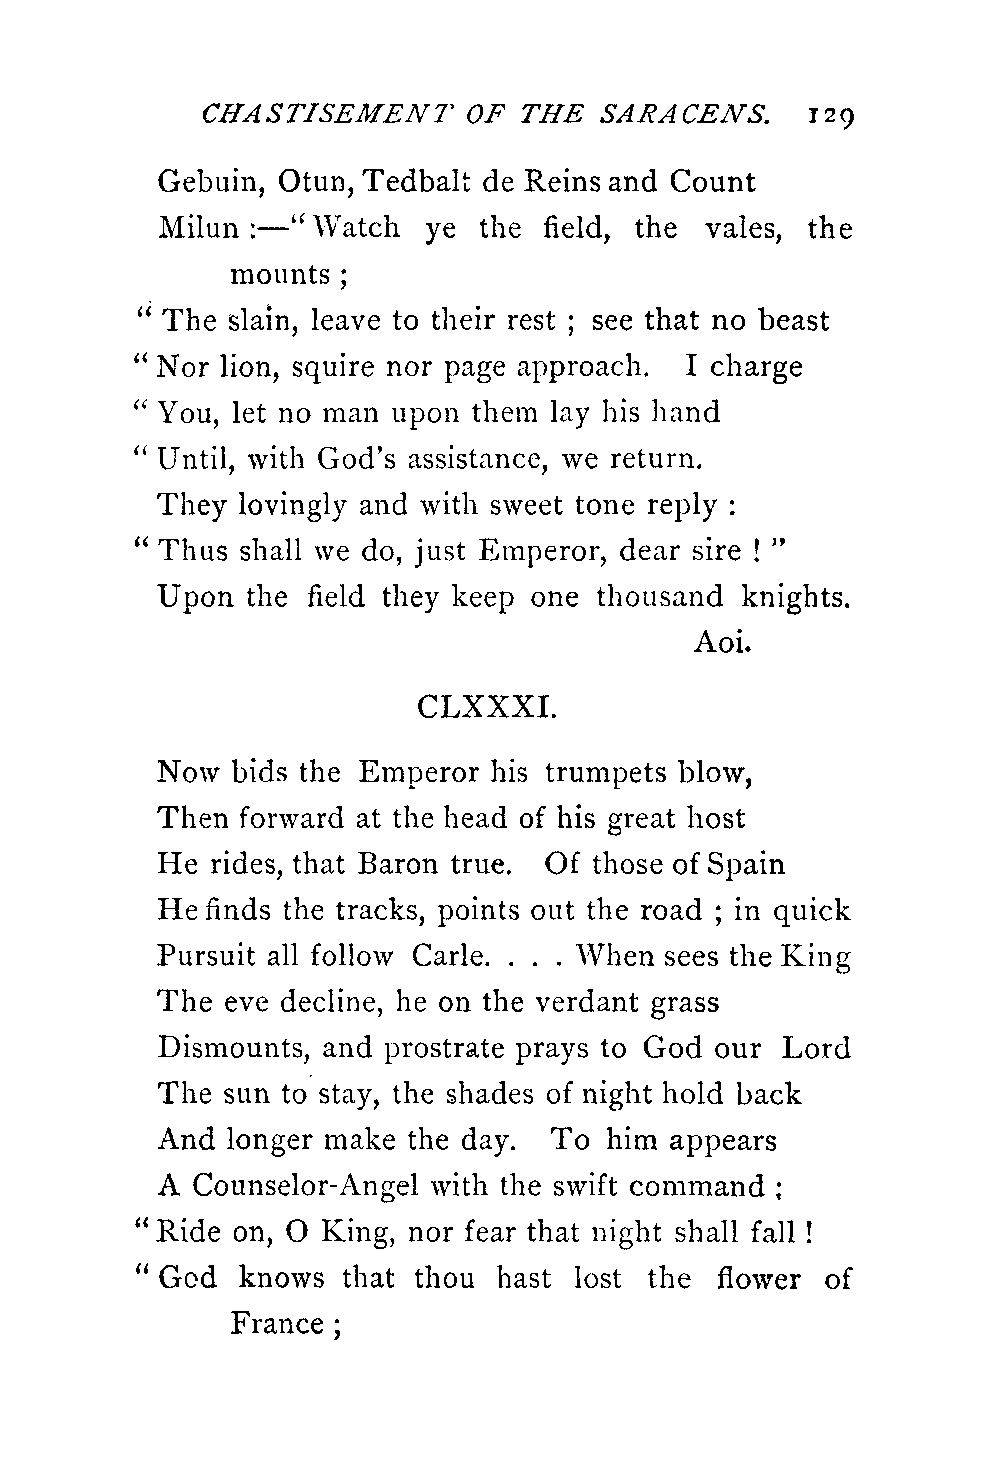 CHASTISEMENT OF THE SARACENS. 129
Gebuin, Otun, Tedbalt de Reins and Count
Milun :—“ Watch ye the field, the vales, the
mounts ;
“ The slain, leave to their rest ; see that no beast
“ Nor lion, squire nor page approach. I charge
“ You, let no man upon them lay his hand
“ Until, with God's assistance, we return.
They lovingly and with sweet tone reply :
“ Thus shall we do, just Emperor, dear sire ! ”
Upon the field they keep one thousand knights.
Aoi.
CLXXXI.
Now bids the Emperor his trumpets blow,
Then forward at the head of his great host
He rides, that Baron true. Of those of Spain
He finds the tracks, points out the road ; in quick
Pursuit all follow Carle. . . . When sees the King
The eve decline, he on the verdant grass
Dismounts, and prostrate prays to God our Lord
The sun to stay, the shades of night hold back
And longer make the day. To him appears
A Counselor-Angel with the swift command ;
“ Ride on, O King, nor fear that night shall fall !
“ God knows that thou hast lost the flower of
France ;